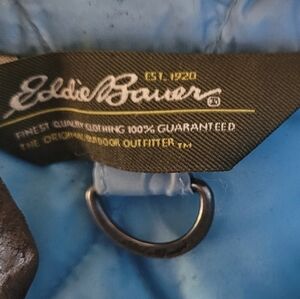 EST. 1920
Eddie Bauer ®
FINEST QUALITY CLOTHING 100% GUARANTEED
THE ORIGINAL OUTDOOR OUTFITTER TM